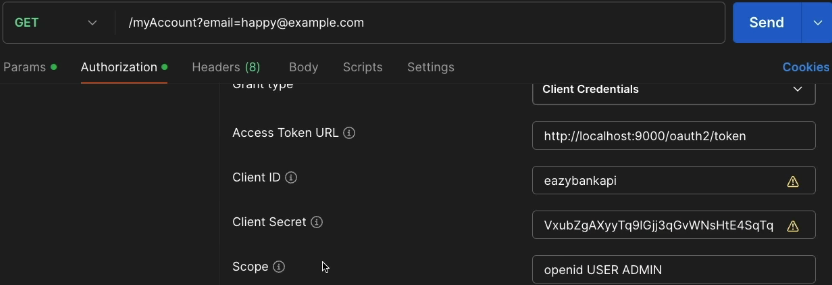 GET /myAccount?email=happy@example.com Send
Params Authorization Headers (8) Body Scripts Settings Cookies
Grant type Client Credentials
Access Token URL http://localhost:9000/oauth2/token
Client ID eazybankapi
Client Secret VxubZgAXyyTq9lGjj3qGvWNsHtE4SqTq
Scope openid USER ADMIN